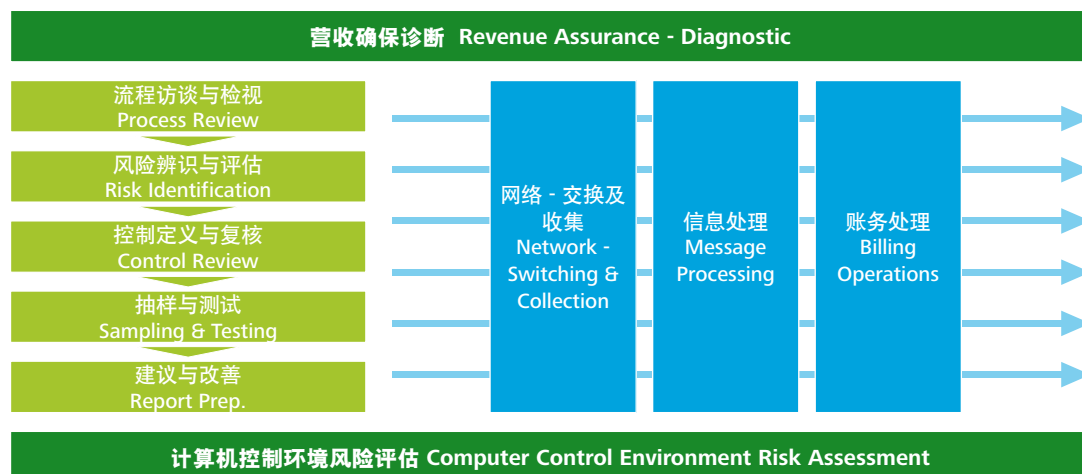 营收确保诊断 Revenue Assurance - Diagnostic
流程访谈与检视
Process Review
风险辨识与评估
Risk Identification
控制定义与复核
Control Review
抽样与测试
Sampling & Testing
建议与改善
Report Prep.
网络 - 交换及
收集
Network -
Switching &
Collection
信息处理
Message
Processing
账务处理
Billing
Operations
计算机控制环境风险评估 Computer Control Environment Risk Assessment